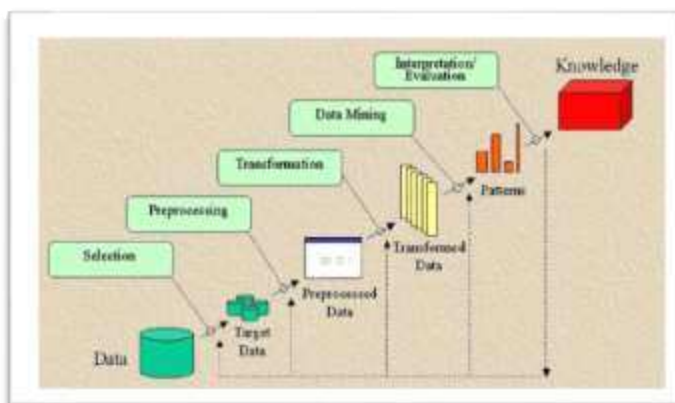 Interpretation/
Evaluation
Knowledge
Data Mining
Transformation
Patterns
Preprocessing
Transformed
Data
Selection
Preprocessed
Data
Target
Data
Data